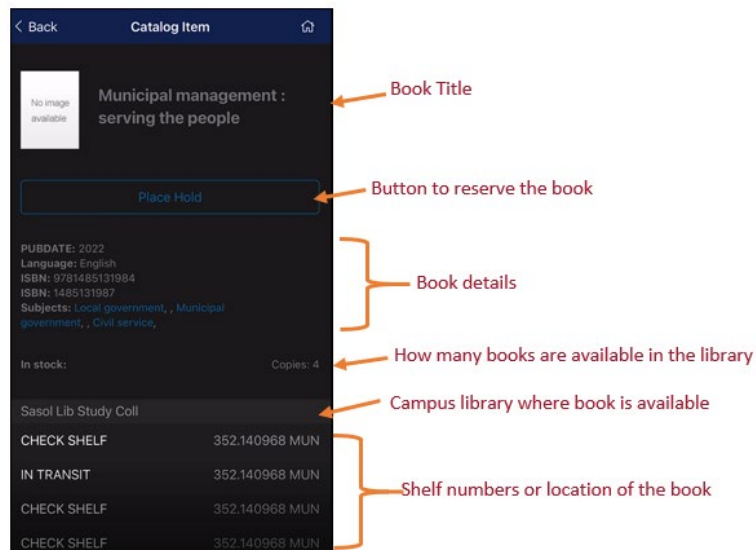 < Back Catalog Item
No image
available
Municipal management :
serving the people
Book Title
Place Hold
Button to reserve the book
PUBDATE: 2022
Language: English
ISBN: 9781485131984
ISBN: 1485131987
Subjects: Local government, , Municipal
government, , Civil service,
Book details
In stock: Copies: 4
How many books are available in the library
Sasol Lib Study Coll
Campus library where book is available
CHECK SHELF 352.140968 MUN
IN TRANSIT 352.140968 MUN
CHECK SHELF 352.140968 MUN
CHECK SHELF 352.140968 MUN
Shelf numbers or location of the book